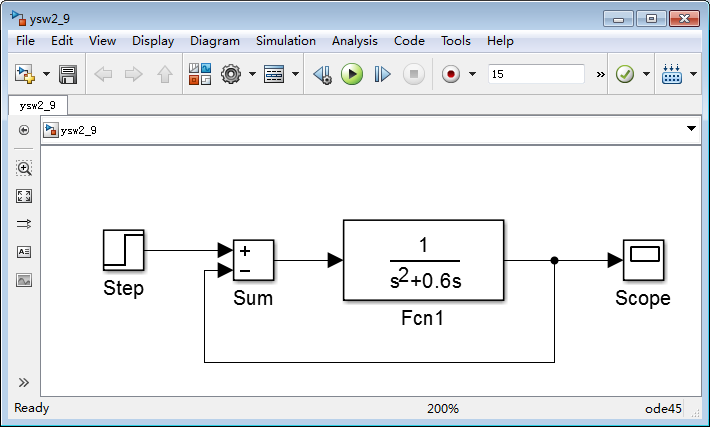 ysw2_9
File Edit View Display Diagram Simulation Analysis Code Tools Help
15 »
ysw2_9
ysw2_9
1
s2+0.6s
+
−
Step
Sum
Fcn1
Scope
»
Ready 200% ode45